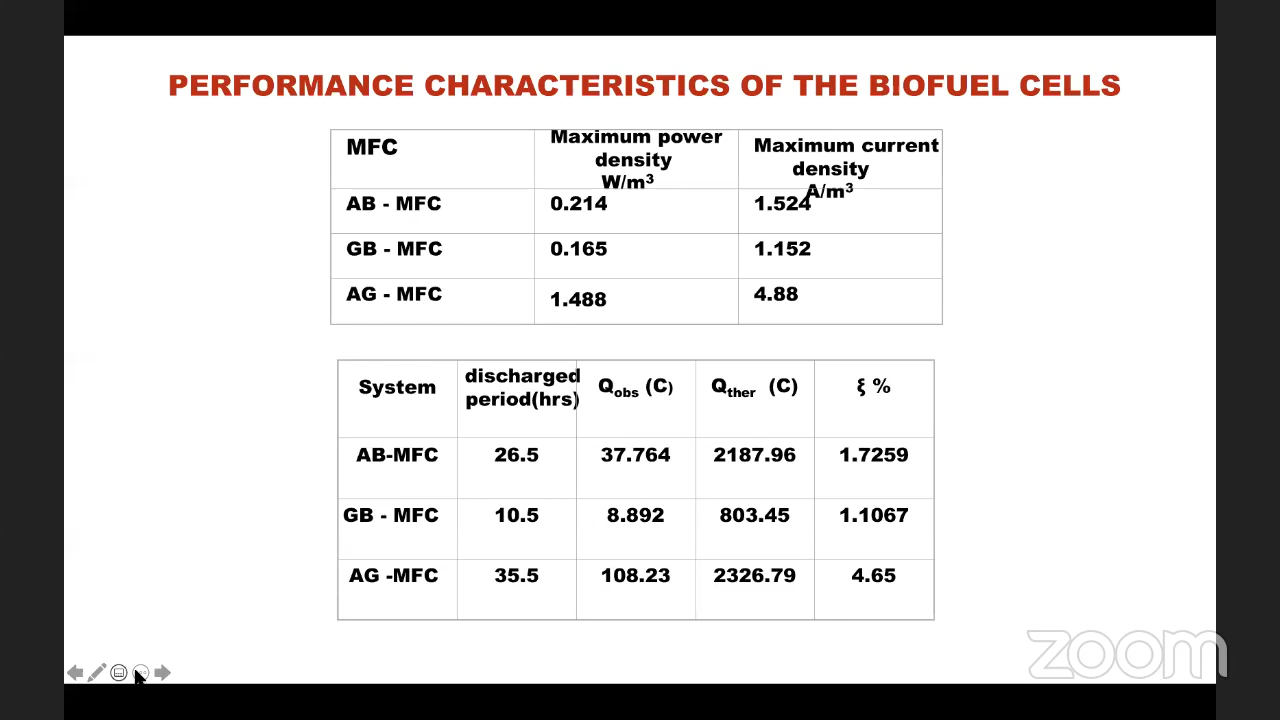 PERFORMANCE CHARACTERISTICS OF THE BIOFUEL CELLS
MFC
Maximum power
density
W/m³
Maximum current
density
A/m³
AB - MFC 0.214 1.524
GB - MFC 0.165 1.152
AG - MFC 1.488 4.88
System
discharged
period(hrs)
Qobs (C)
Qther (C)
ξ %
AB-MFC 26.5 37.764 2187.96 1.7259
GB - MFC 10.5 8.892 803.45 1.1067
AG -MFC 35.5 108.23 2326.79 4.65
zoom